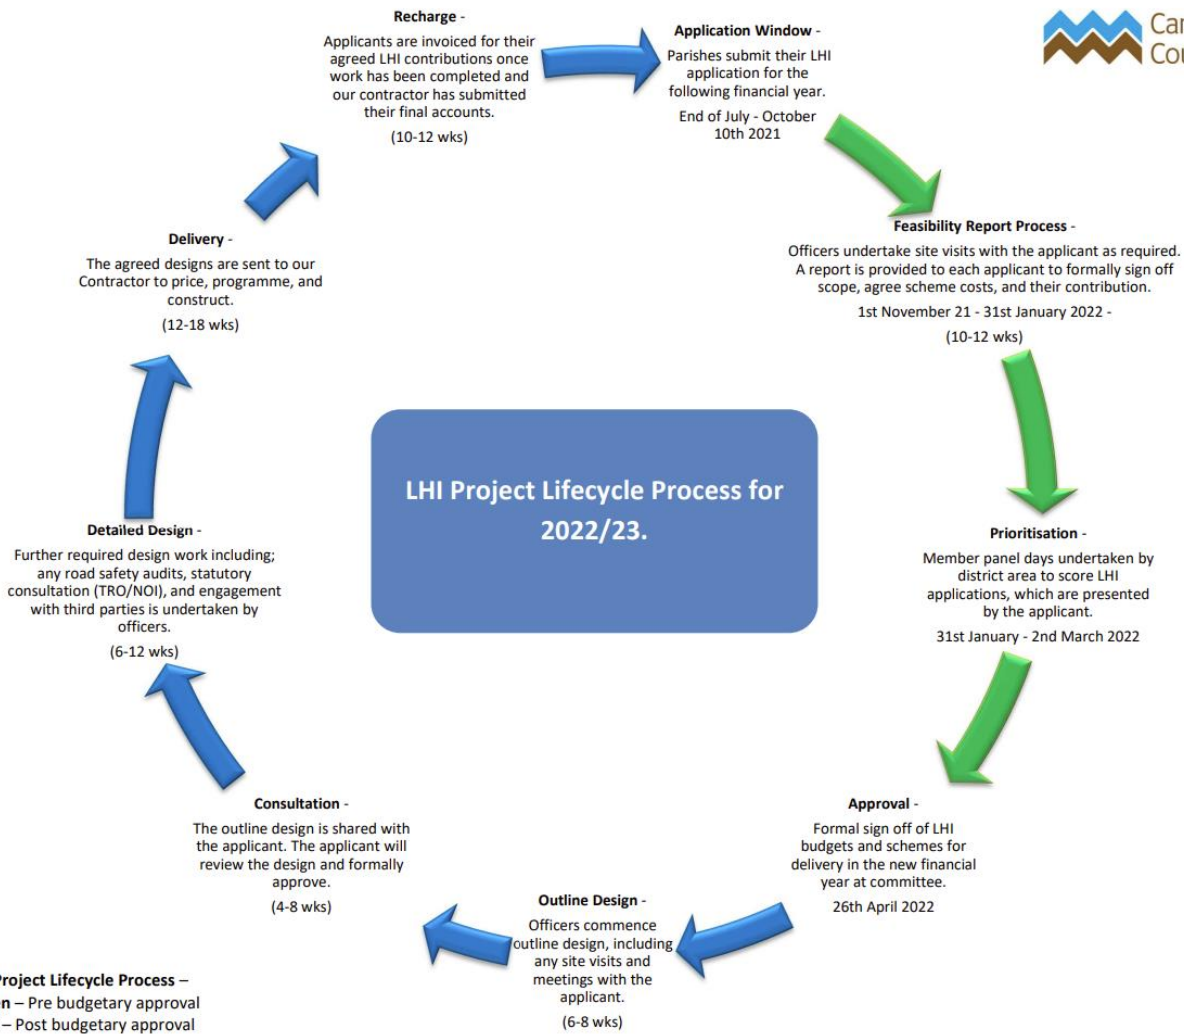 Recharge -
Applicants are invoiced for their
agreed LHI contributions once
work has been completed and
our contractor has submitted
their final accounts.
(10-12 wks)
Application Window -
Parishes submit their LHI
application for the
following financial year.
End of July - October
10th 2021
Feasibility Report Process -
Officers undertake site visits with the applicant as required.
A report is provided to each applicant to formally sign off
scope, agree scheme costs, and their contribution.
1st November 21 - 31st January 2022 -
(10-12 wks)
Prioritisation -
Member panel days undertaken by
district area to score LHI
applications, which are presented
by the applicant.
31st January - 2nd March 2022
Approval -
Formal sign off of LHI
budgets and schemes for
delivery in the new financial
year at committee.
26th April 2022
Outline Design -
Officers commence
outline design, including
any site visits and
meetings with the
applicant.
(6-8 wks)
Consultation -
The outline design is shared with
the applicant. The applicant will
review the design and formally
approve.
(4-8 wks)
Detailed Design -
Further required design work including;
any road safety audits, statutory
consultation (TRO/NOI), and engagement
with third parties is undertaken by
officers.
(6-12 wks)
Delivery -
The agreed designs are sent to our
Contractor to price, programme, and
construct.
(12-18 wks)
LHI Project Lifecycle Process for
2022/23.
Project Lifecycle Process –
– Pre budgetary approval
– Post budgetary approval